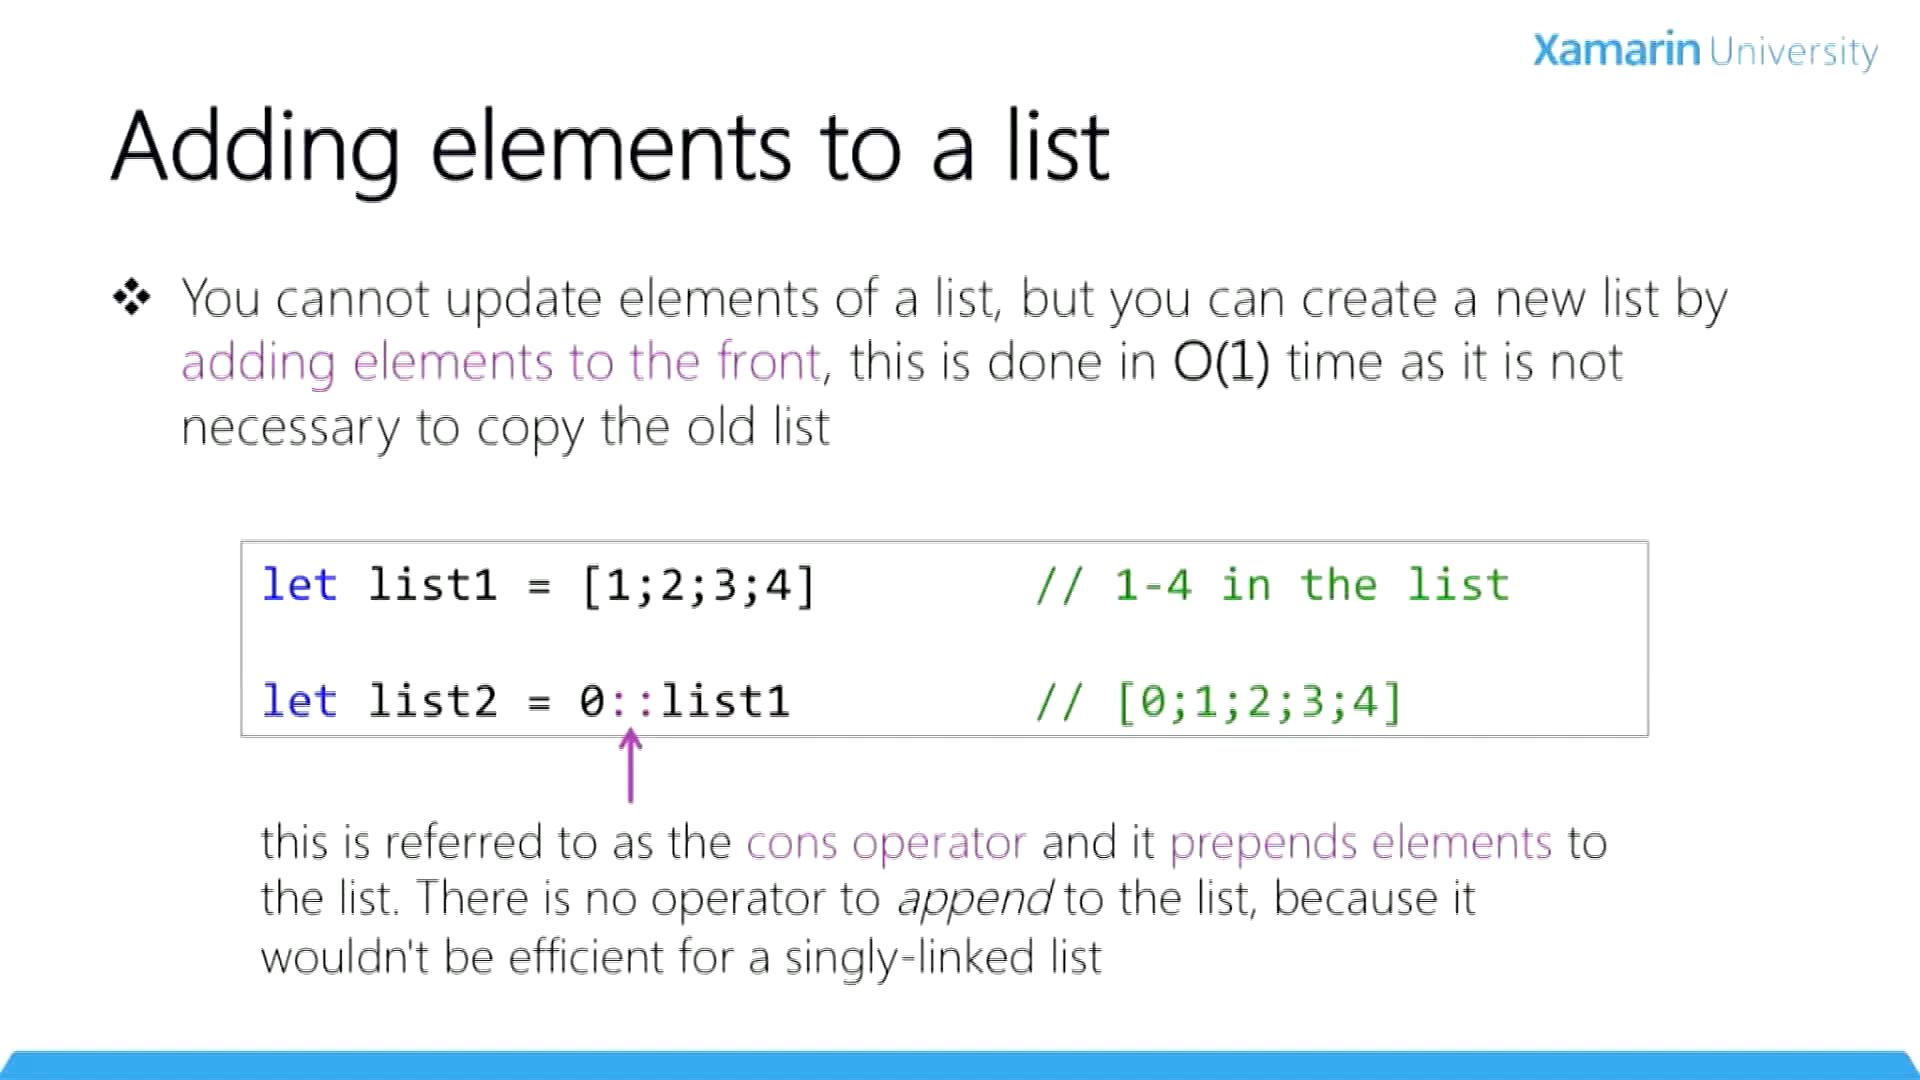 Xamarin University
Adding elements to a list
❖ You cannot update elements of a list, but you can create a new list by
adding elements to the front, this is done in O(1) time as it is not
necessary to copy the old list
let list1 = [1;2;3;4] // 1-4 in the list
let list2 = 0::list1 // [0;1;2;3;4]
this is referred to as the cons operator and it prepends elements to
the list. There is no operator to append to the list, because it
wouldn't be efficient for a singly-linked list